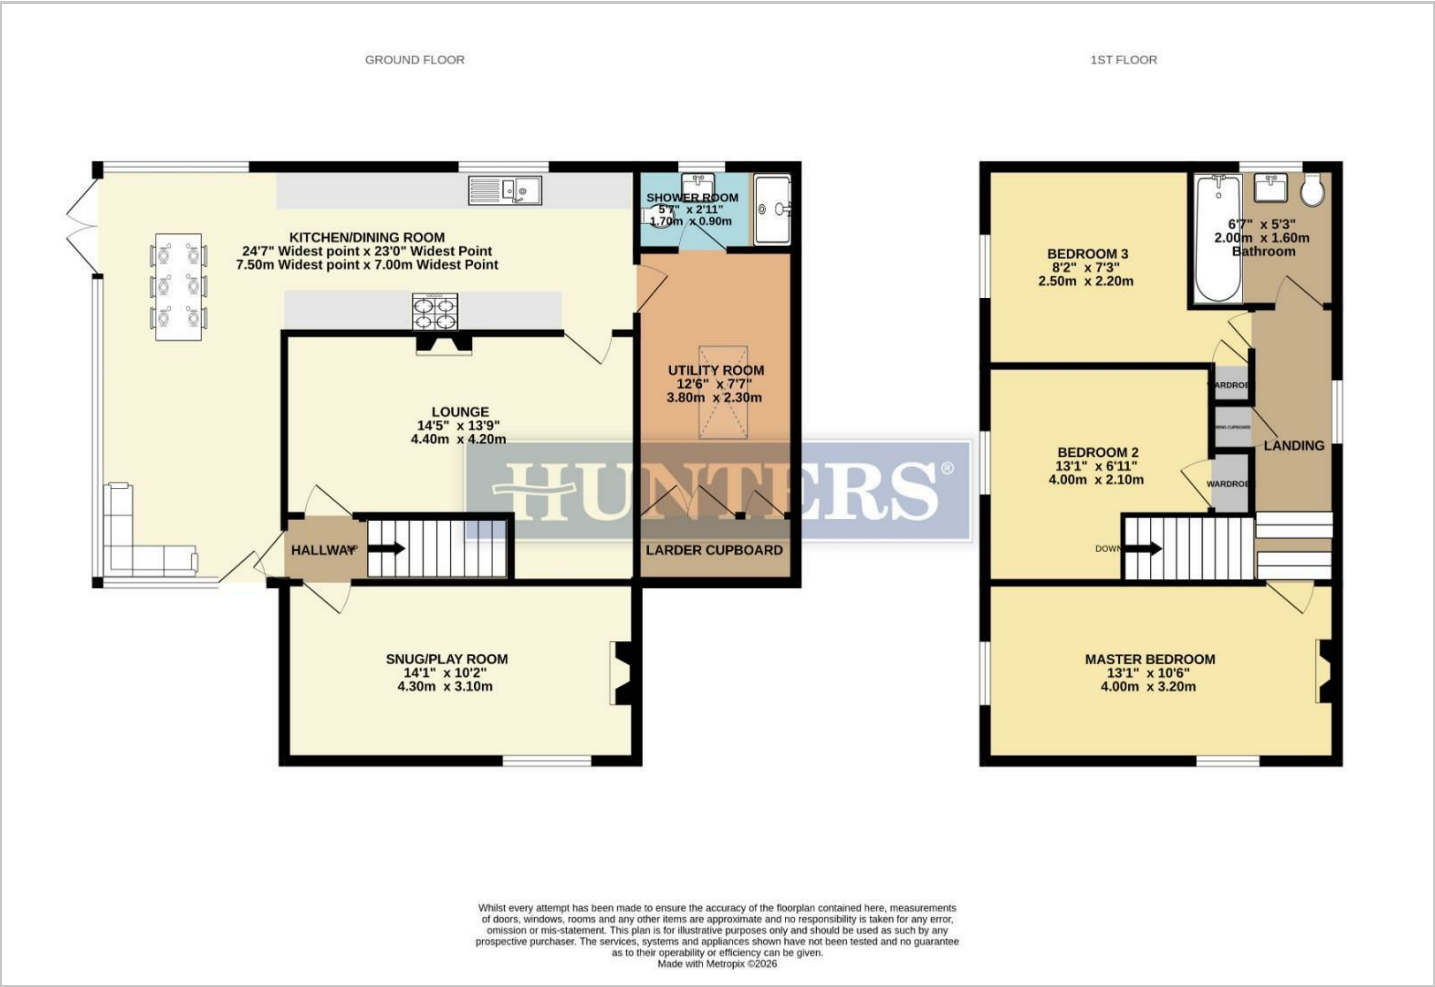 GROUND FLOOR
1ST FLOOR
KITCHEN/DINING ROOM
24'7" Widest point x 23'0" Widest Point
7.50m Widest point x 7.00m Widest Point
SHOWER ROOM
5'7" x 2'11"
1.70m x 0.90m
UTILITY ROOM
12'6" x 7'7"
3.80m x 2.30m
LOUNGE
14'5" x 13'9"
4.40m x 4.20m
HALLWAY
UP
LARDER CUPBOARD
SNUG/PLAY ROOM
14'1" x 10'2"
4.30m x 3.10m
HUNTERS®
BEDROOM 3
8'2" x 7'3"
2.50m x 2.20m
6'7" x 5'3"
2.00m x 1.60m
Bathroom
WARDROBE
CUPBOARD
LANDING
BEDROOM 2
13'1" x 6'11"
4.00m x 2.10m
WARDROBE
DOWN
MASTER BEDROOM
13'1" x 10'6"
4.00m x 3.20m
Whilst every attempt has been made to ensure the accuracy of the floorplan contained here, measurements
of doors, windows, rooms and any other items are approximate and no responsibility is taken for any error,
omission or mis-statement. This plan is for illustrative purposes only and should be used as such by any
prospective purchaser. The services, systems and appliances shown have not been tested and no guarantee
as to their operability or efficiency can be given.
Made with Metropix ©2026